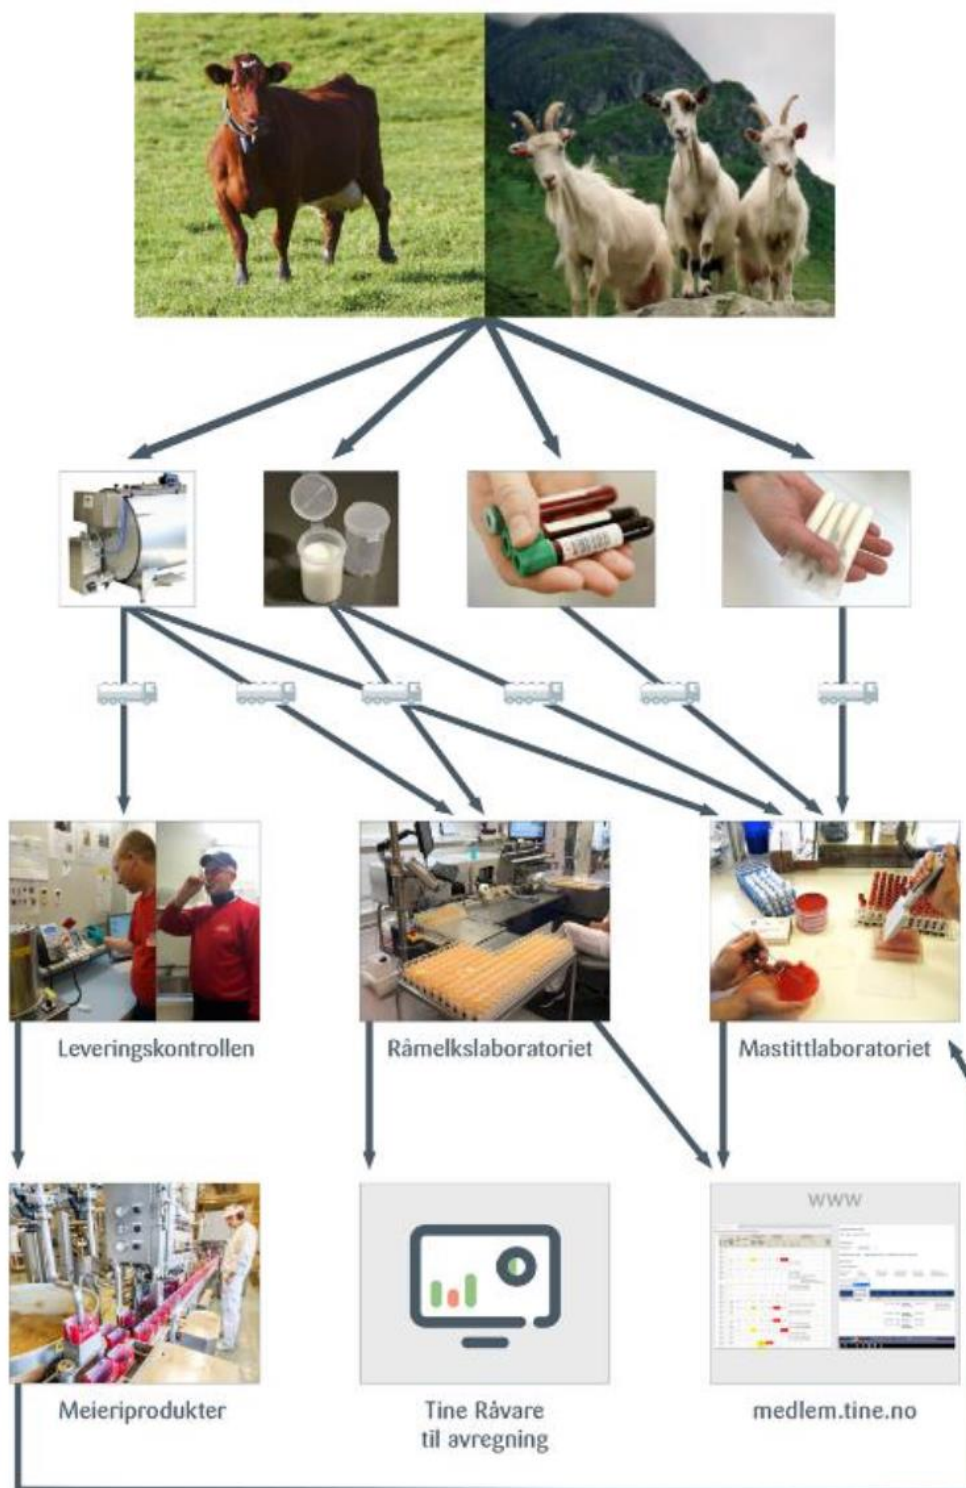 Leveringskontrollen
Råmelkslaboratoriet
Mastittlaboratoriet
www
Meieriprodukter
Tine Råvare
til avregning
medlem.tine.no